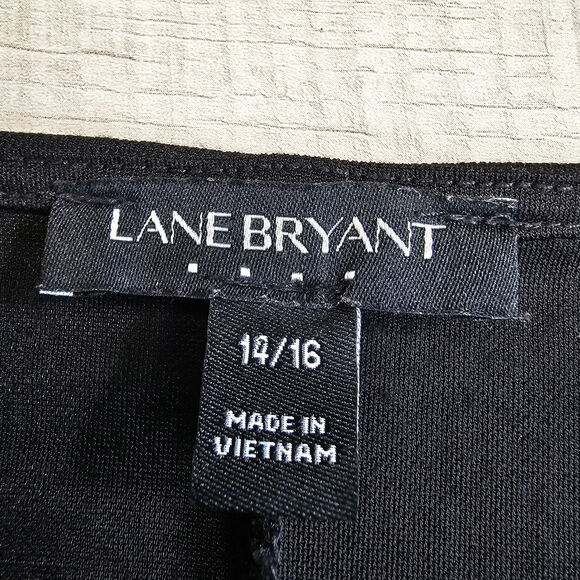 LANE BRYANT
14/16
MADE IN
VIETNAM